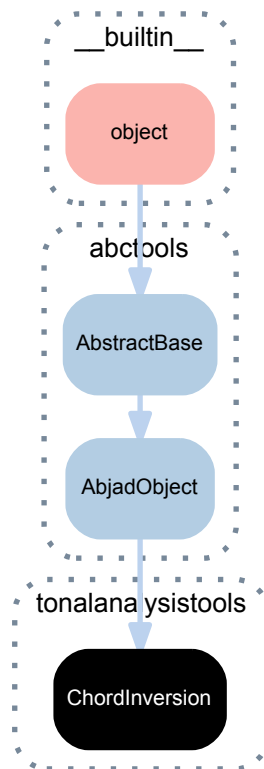 __builtin__
object
abctools
AbstractBase
AbjadObject
tonalanalysistools
ChordInversion